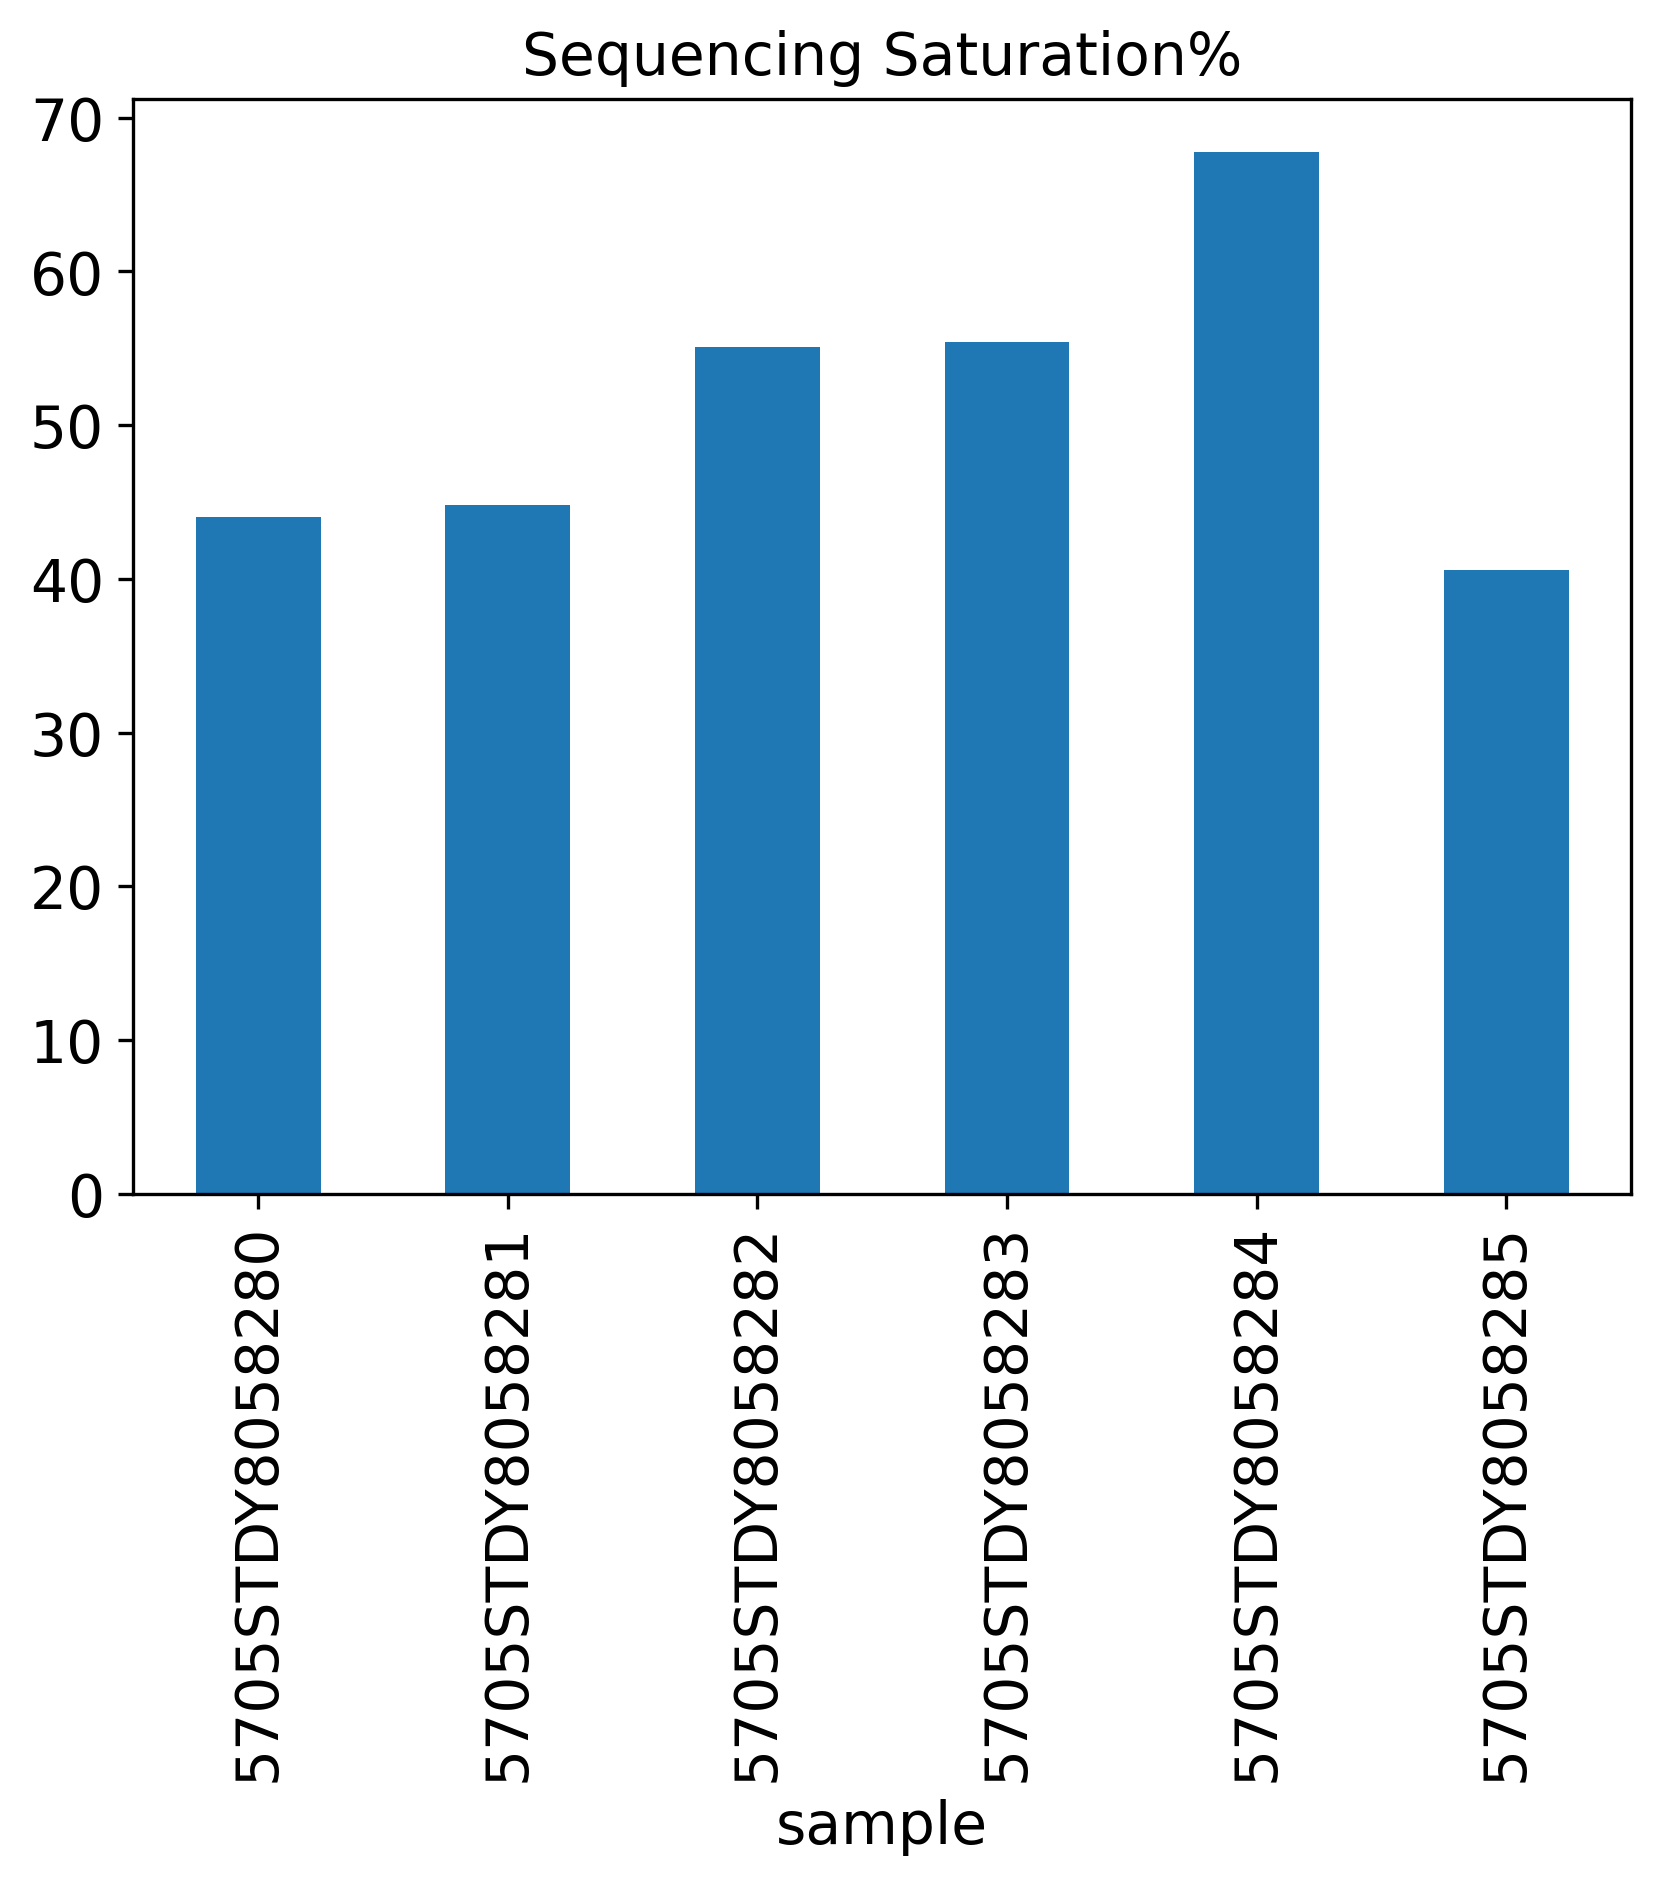 Sequencing Saturation%
70
60
50
40
30
20
10
0
5705STDY8058280
5705STDY8058281
5705STDY8058282
5705STDY8058283
5705STDY8058284
5705STDY8058285
sample